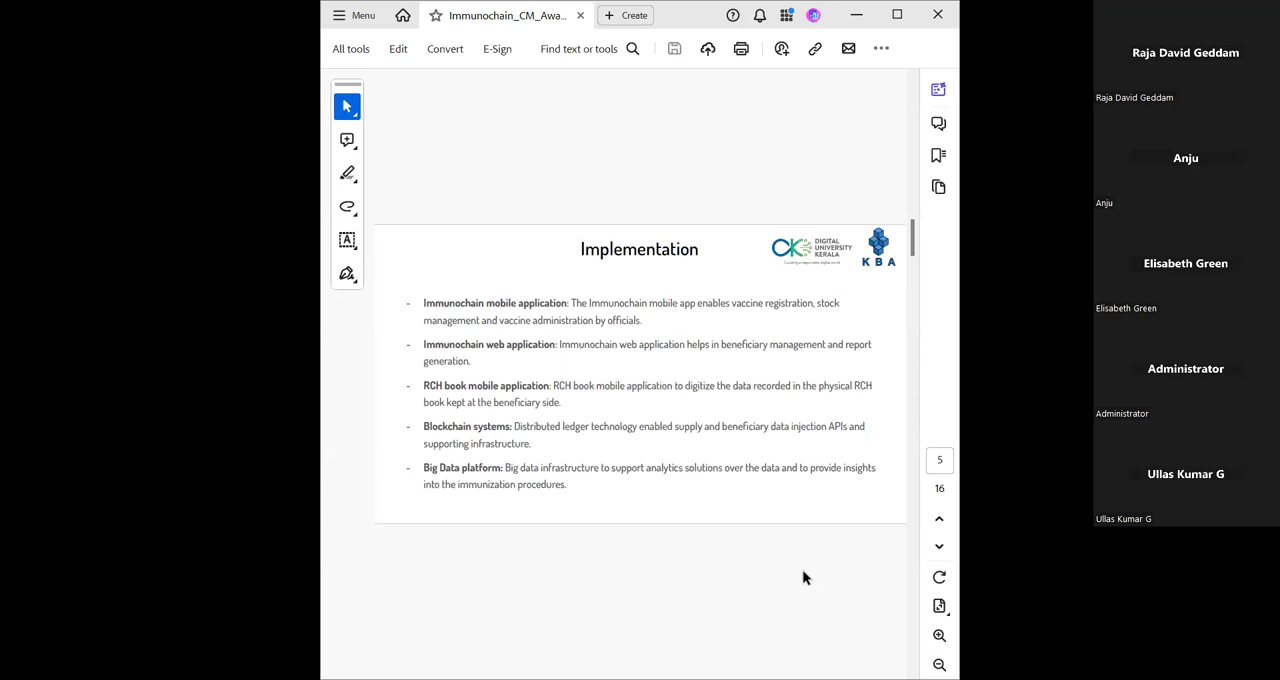 Menu
Immunochain_CM_Awa...
Create
All tools
Edit
Convert
E-Sign
Find text or tools
Implementation
DIGITAL
UNIVERSITY
KERALA
K B A
- Immunochain mobile application: The Immunochain mobile app enables vaccine registration, stock
management and vaccine administration by officials.
- Immunochain web application: Immunochain web application helps in beneficiary management and report
generation.
- RCH book mobile application: RCH book mobile application to digitize the data recorded in the physical RCH
book kept at the beneficiary side.
- Blockchain systems: Distributed ledger technology enabled supply and beneficiary data injection APIs and
supporting infrastructure.
- Big Data platform: Big data infrastructure to support analytics solutions over the data and to provide insights
into the immunization procedures.
5
16
Raja David Geddam
Raja David Geddam
Anju
Anju
Elisabeth Green
Elisabeth Green
Administrator
Administrator
Ullas Kumar G
Ullas Kumar G